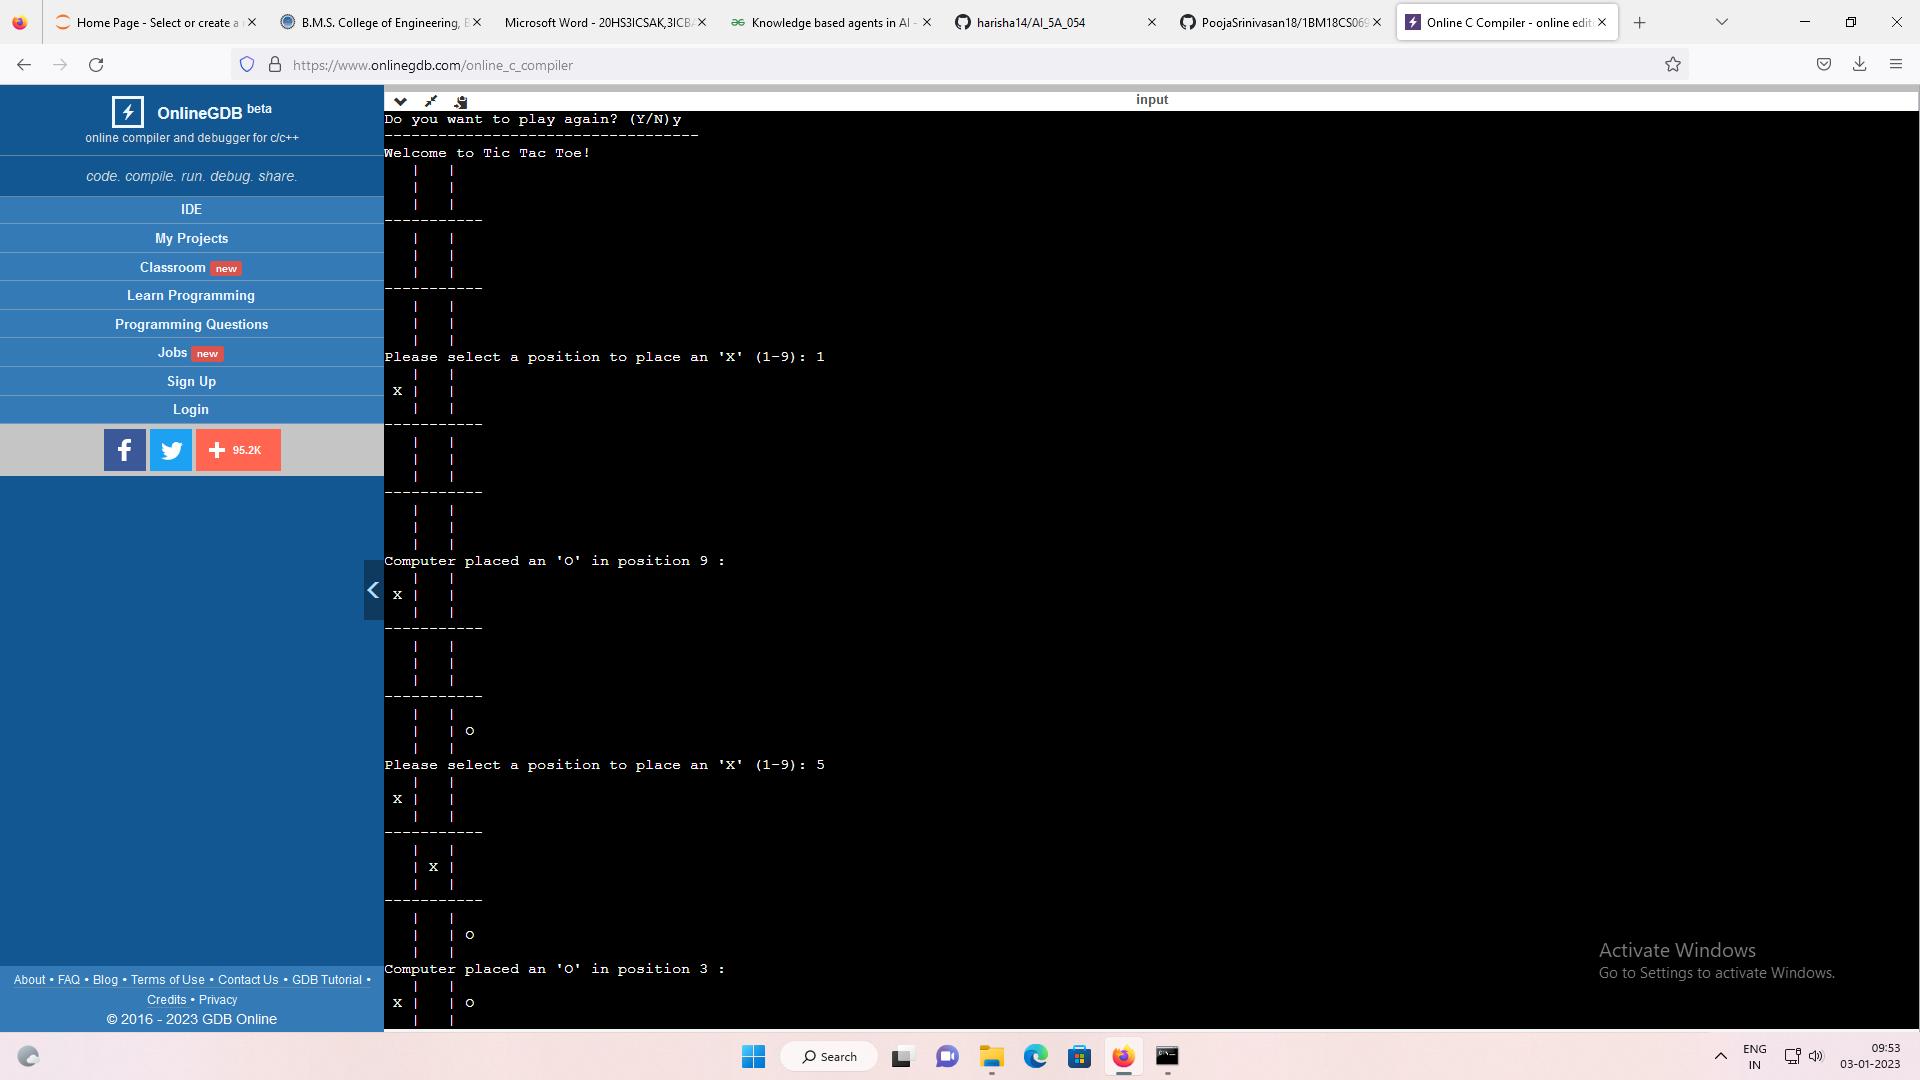 Home Page - Select or create a
B.M.S. College of Engineering, B
Microsoft Word - 20HS3ICSAK,3ICBA
Knowledge based agents in AI -
harisha14/AI_5A_054
PoojaSrinivasan18/1BM18CS069
Online C Compiler - online edit
https://www.onlinegdb.com/online_c_compiler
OnlineGDB beta
online compiler and debugger for c/c++
code. compile. run. debug. share.
IDE
My Projects
Classroom new
Learn Programming
Programming Questions
Jobs new
Sign Up
Login
95.2K
About • FAQ • Blog • Terms of Use • Contact Us • GDB Tutorial •
Credits • Privacy
© 2016 - 2023 GDB Online
input
Do you want to play again? (Y/N)y
-----------------------------------
Welcome to Tic Tac Toe!
   |   |
   |   |
   |   |
-----------
   |   |
   |   |
   |   |
-----------
   |   |
   |   |
   |   |
Please select a position to place an 'X' (1-9): 1
   |   |
 X |   |
   |   |
-----------
   |   |
   |   |
   |   |
-----------
   |   |
   |   |
   |   |
Computer placed an 'O' in position 9 :
   |   |
 X |   |
   |   |
-----------
   |   |
   |   |
   |   |
-----------
   |   |
   |   | O
   |   |
Please select a position to place an 'X' (1-9): 5
   |   |
 X |   |
   |   |
-----------
   |   |
   | X |
   |   |
-----------
   |   |
   |   | O
   |   |
Computer placed an 'O' in position 3 :
   |   |
 X |   | O
   |   |
Activate Windows
Go to Settings to activate Windows.
Search
ENG
IN
09:53
03-01-2023